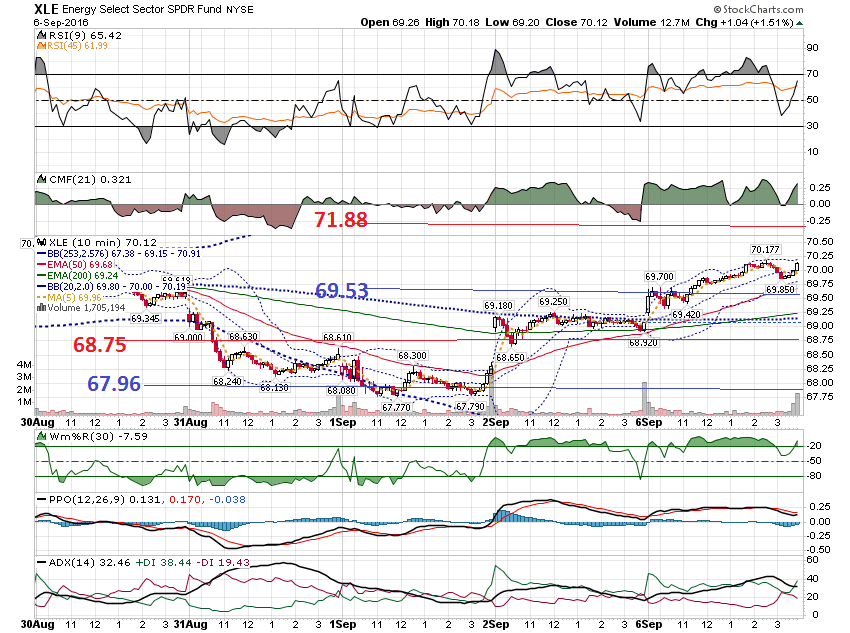 XLE Energy Select Sector SPDR Fund NYSE
© StockCharts.com
6-Sep-2016
Open 69.26 High 70.18 Low 69.20 Close 70.12 Volume 12.7M Chg +1.04 (+1.51%)
RSI(9) 65.42
RSI(45) 61.99
90
70
50
30
10
CMF(21) 0.321
0.25
0.00
-0.25
71.88
70.
XLE (10 min) 70.12
BB(253,2.576) 67.38 - 69.15 - 70.91
EMA(50) 69.68
EMA(200) 69.24
BB(20,2.0) 69.80 - 70.00 - 70.19
MA(5) 69.96
Volume 1,705,194
70.177
69.700
69.850
69.53
69.180
69.250
69.420
69.345
69.000
68.630
68.610
68.920
68.75
68.650
68.300
67.96
68.240
68.130
68.080
67.770
67.790
70.50
70.25
70.00
69.75
69.50
69.25
69.00
68.75
68.50
68.25
68.00
67.75
4M
3M
2M
1M
30Aug 11 12 1 2 3 31Aug 11 12 1 2 3 1Sep 11 12 1 2 3 2Sep 11 12 1 2 3 6Sep 11 12 1 2 3
Wm%R(30) -7.59
-20
-50
-80
PPO(12,26,9) 0.131, 0.170, -0.038
0.25
0.00
-0.25
-0.50
ADX(14) 32.46 +DI 38.44 -DI 19.43
60
40
20
0
30Aug 11 12 1 2 3 31Aug 11 12 1 2 3 1Sep 11 12 1 2 3 2Sep 11 12 1 2 3 6Sep 11 12 1 2 3